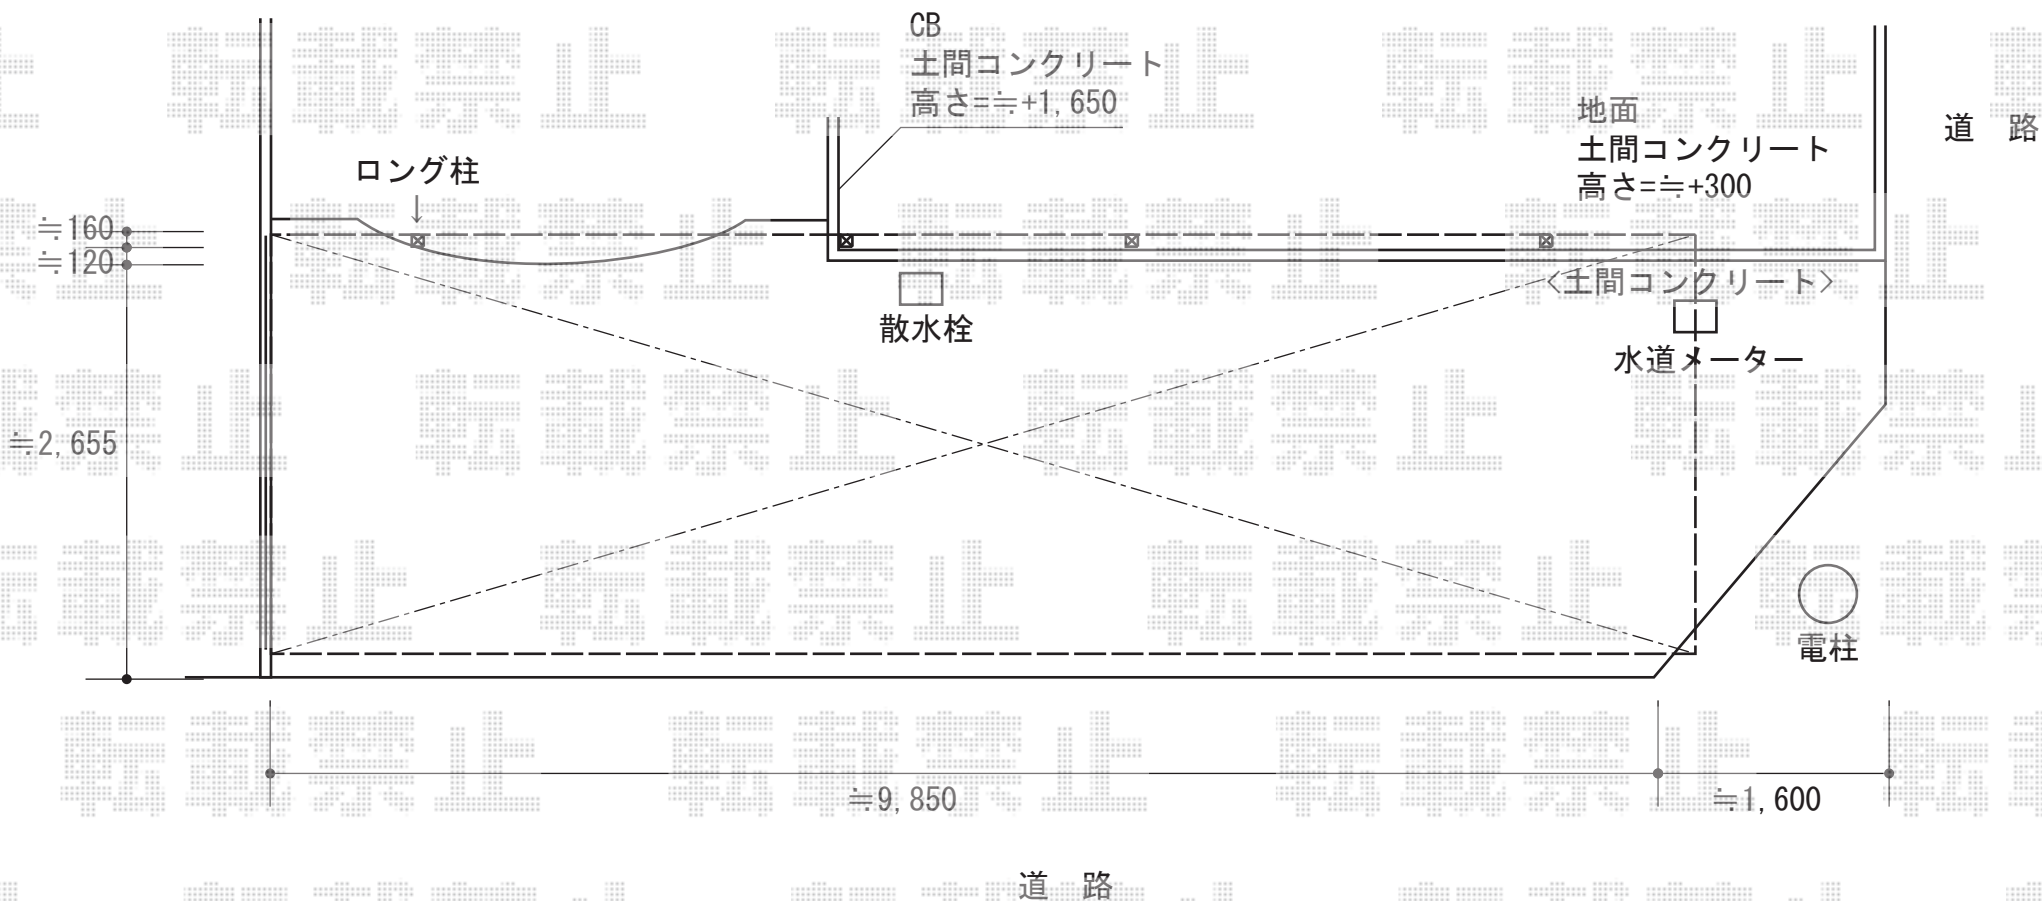 CB
土間コンクリート
高さ=≒+1,650
地面
土間コンクリート
高さ=≒+300
道 路
ロング柱
≒160
≒120
<土間コンクリート>
散水栓
水道メーター
≒2,655
電柱
≒9,850
≒1,600
道 路
転載禁止